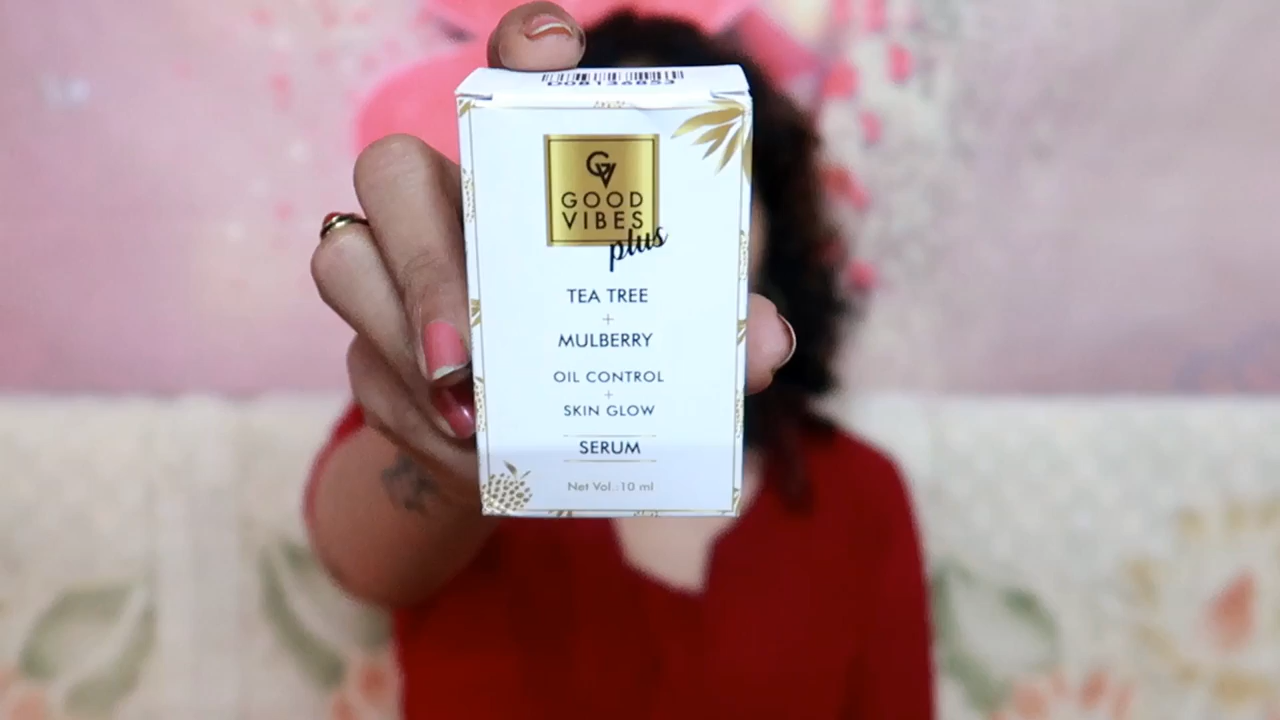 GV
GOOD
VIBES
plus
TEA TREE
+
MULBERRY
OIL CONTROL
+
SKIN GLOW
SERUM
Net Vol.:10 ml